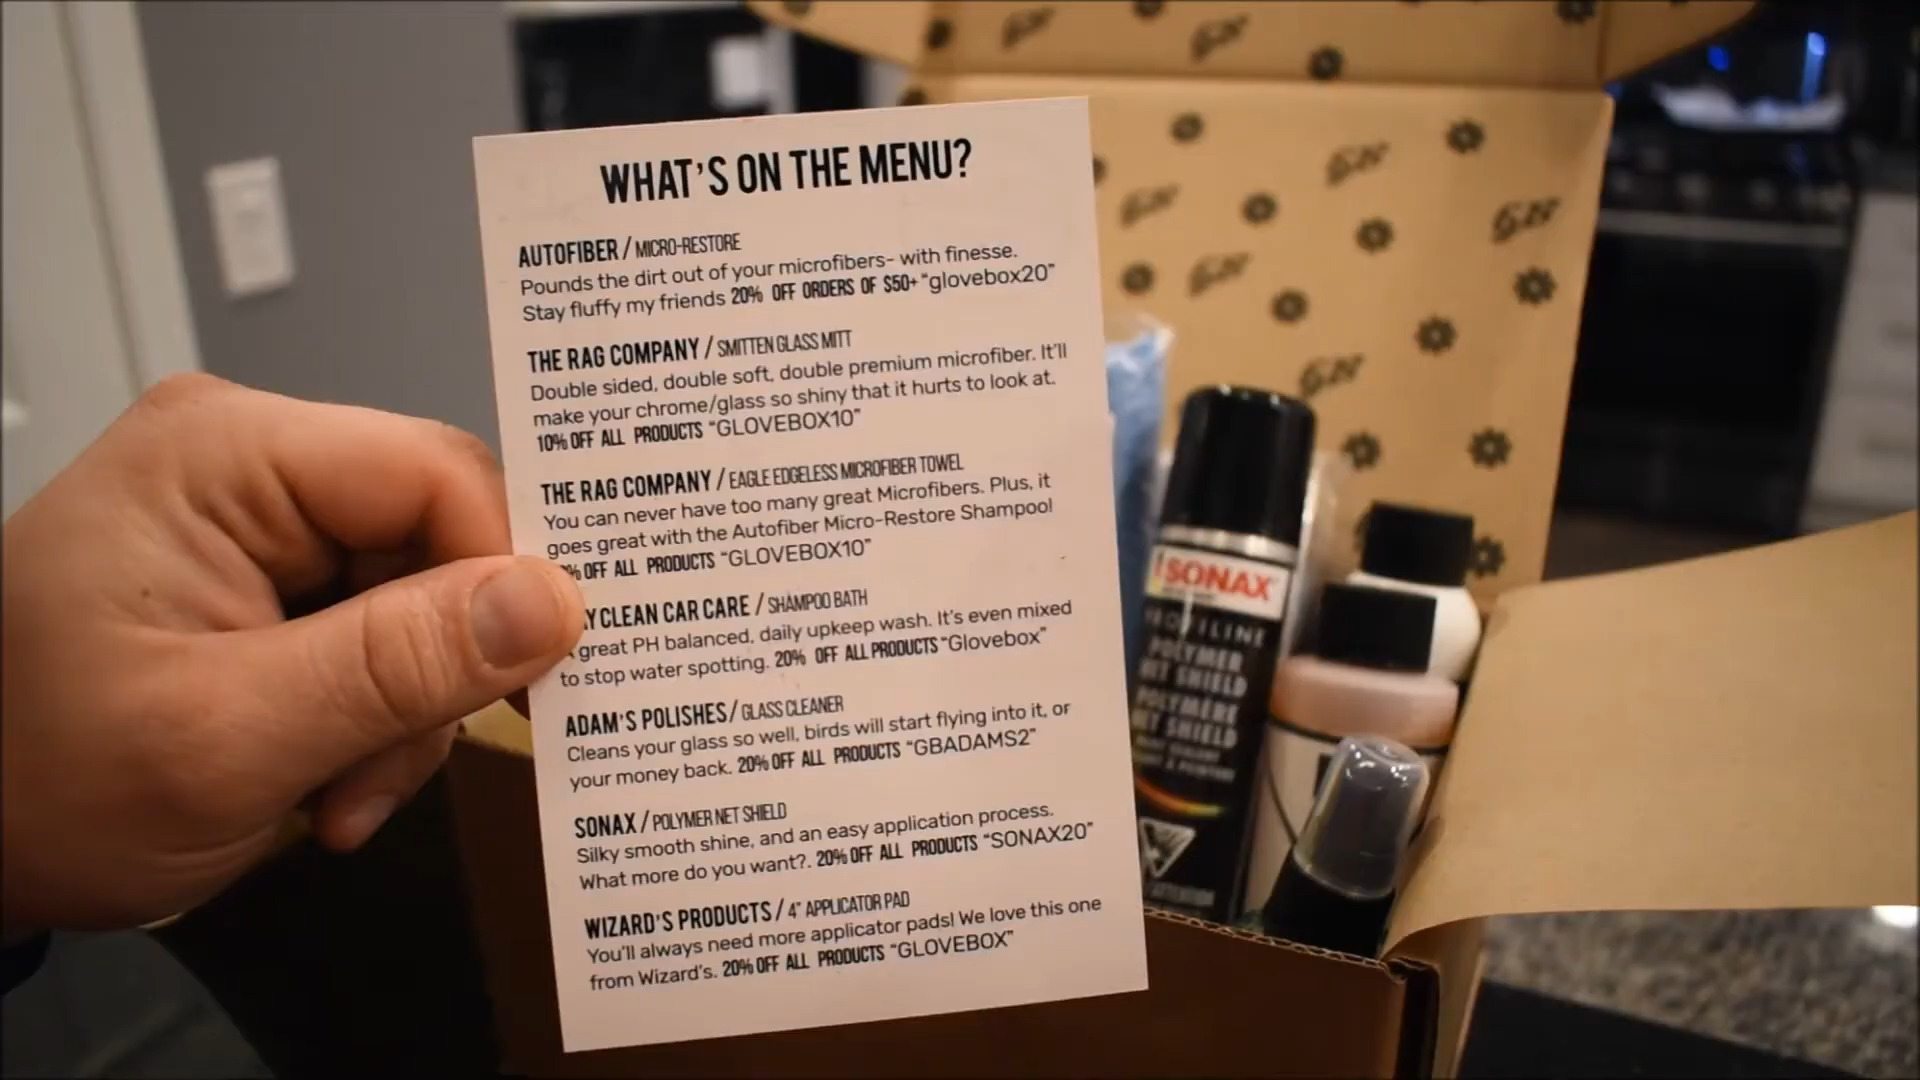 WHAT'S ON THE MENU?
AUTOFIBER / MICRO-RESTORE
Pounds the dirt out of your microfibers- with finesse.
Stay fluffy my friends 20% OFF ORDERS OF $50+ "glovebox20"
THE RAG COMPANY / SMITTEN GLASS MITT
Double sided, double soft, double premium microfiber. It'll
make your chrome/glass so shiny that it hurts to look at.
10% OFF ALL PRODUCTS "GLOVEBOX10"
THE RAG COMPANY / EAGLE EDGELESS MICROFIBER TOWEL
You can never have too many great Microfibers. Plus, it
goes great with the Autofiber Micro-Restore Shampoo!
% OFF ALL PRODUCTS "GLOVEBOX10"
Y CLEAN CAR CARE / SHAMPOO BATH
great PH balanced, daily upkeep wash. It's even mixed
to stop water spotting. 20% OFF ALL PRODUCTS "Glovebox"
ADAM'S POLISHES / GLASS CLEANER
Cleans your glass so well, birds will start flying into it, or
your money back. 20% OFF ALL PRODUCTS "GBADAMS2"
SONAX / POLYMER NET SHIELD
Silky smooth shine, and an easy application process.
What more do you want?. 20% OFF ALL PRODUCTS "SONAX20"
WIZARD'S PRODUCTS / 4" APPLICATOR PAD
You'll always need more applicator pads! We love this one
from Wizard's. 20% OFF ALL PRODUCTS "GLOVEBOX"
SONAX
PROFILINE
POLYMER
NET SHIELD
POLYMÈRE
NET SHIELD